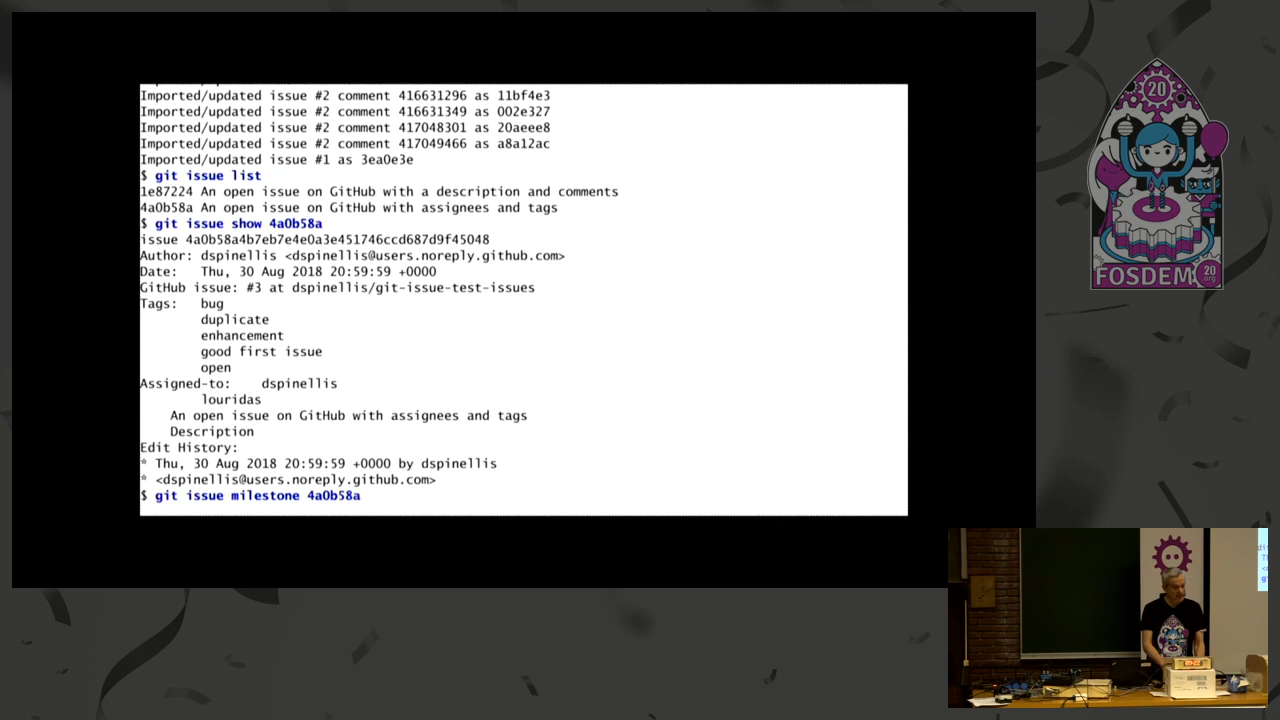 Imported/updated issue #2 comment 416631296 as 11bf4e3
Imported/updated issue #2 comment 416631349 as 002e327
Imported/updated issue #2 comment 417048301 as 20aeee8
Imported/updated issue #2 comment 417049466 as a8a12ac
Imported/updated issue #1 as 3ea0e3e
$ git issue list
1e87224 An open issue on GitHub with a description and comments
4a0b58a An open issue on GitHub with assignees and tags
$ git issue show 4a0b58a
issue 4a0b58a4b7eb7e4e0a3e451746ccd687d9f45048
Author: dspinellis <dspinellis@users.noreply.github.com>
Date: Thu, 30 Aug 2018 20:59:59 +0000
GitHub issue: #3 at dspinellis/git-issue-test-issues
Tags: bug
duplicate
enhancement
good first issue
open
Assigned-to: dspinellis
louridas
An open issue on GitHub with assignees and tags
Description
Edit History:
* Thu, 30 Aug 2018 20:59:59 +0000 by dspinellis
* <dspinellis@users.noreply.github.com>
$ git issue milestone 4a0b58a
20
FOSDEM
20
.org